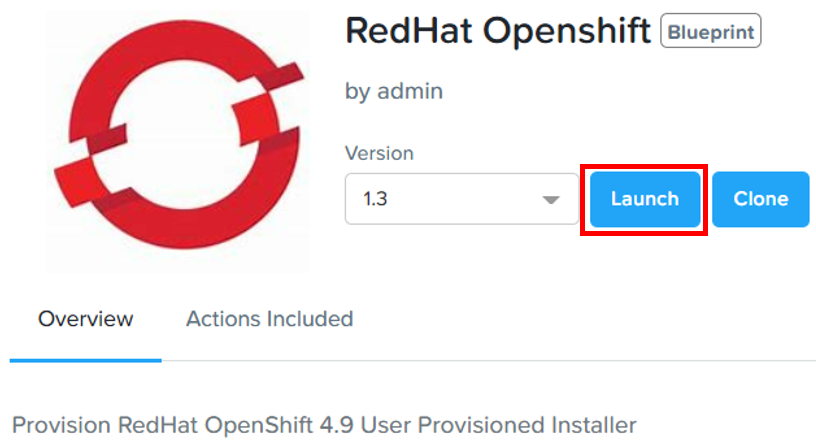 RedHat Openshift Blueprint
by admin
Version
1.3 Launch Clone
Overview Actions Included
Provision RedHat OpenShift 4.9 User Provisioned Installer